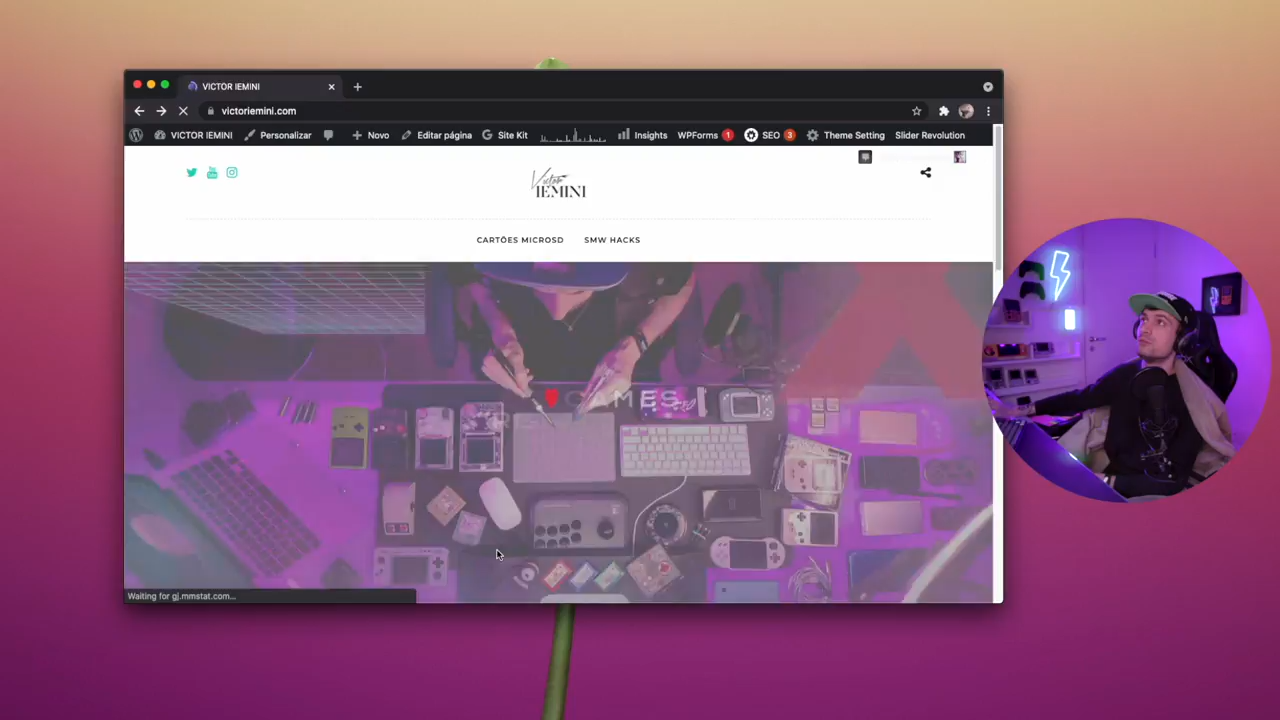 VICTOR IEMINI
victoriemini.com
VICTOR IEMINI Personalizar Novo Editar página Site Kit Insights WPForms 1 SEO 3 Theme Setting Slider Revolution
Victor
IEMINI
CARTÕES MICROSD SMW HACKS
GAMES
Waiting for gj.mmstat.com...